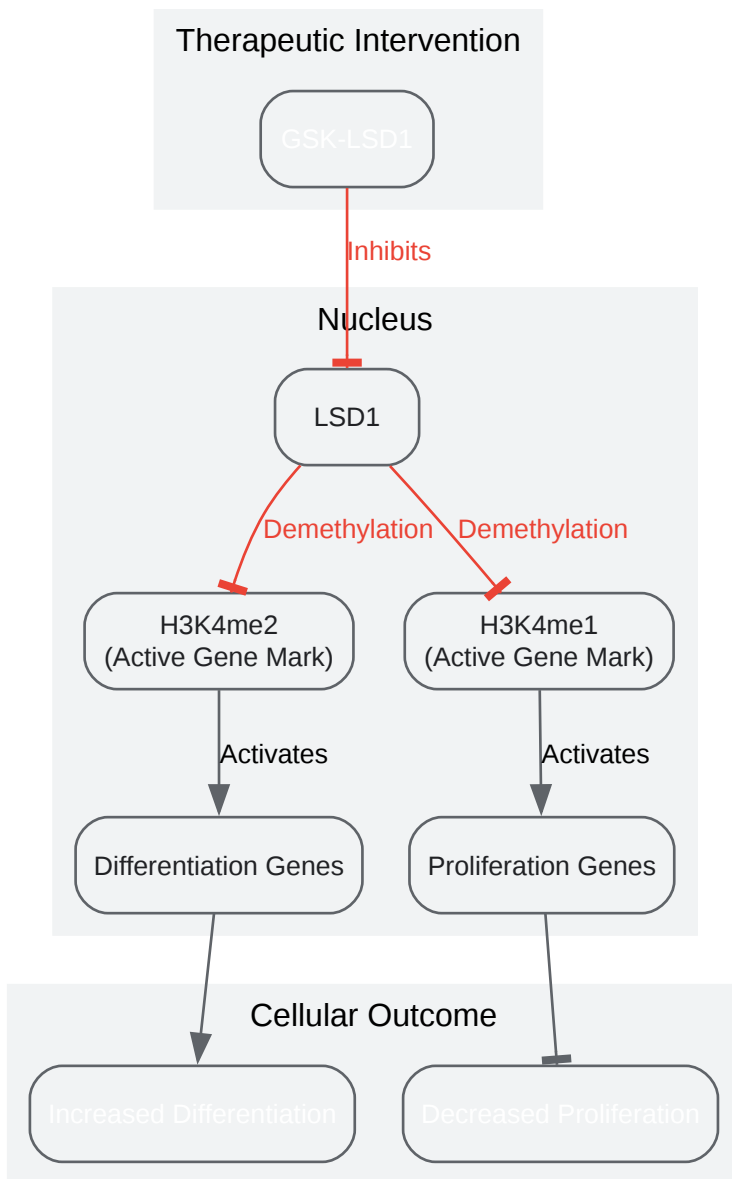 Therapeutic Intervention
GSK-LSD1
Inhibits
Nucleus
LSD1
Demethylation Demethylation
H3K4me2
(Active Gene Mark)
H3K4me1
(Active Gene Mark)
Activates Activates
Differentiation Genes Proliferation Genes
Cellular Outcome
Increased Differentiation Decreased Proliferation